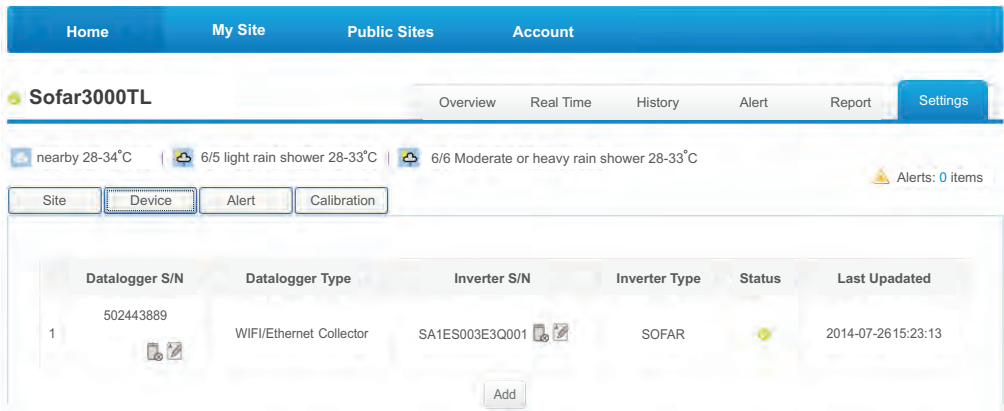 Home My Site Public Sites Account
Sofar3000TL
Overview Real Time History Alert Report Settings
nearby 28-34°C | 6/5 light rain shower 28-33°C | 6/6 Moderate or heavy rain shower 28-33°C
Alerts: 0 items
Site Device Alert Calibration
Datalogger S/N Datalogger Type Inverter S/N Inverter Type Status Last Upadated
1 502443889 WIFI/Ethernet Collector SA1ES003E3Q001 SOFAR 2014-07-2615:23:13
Add